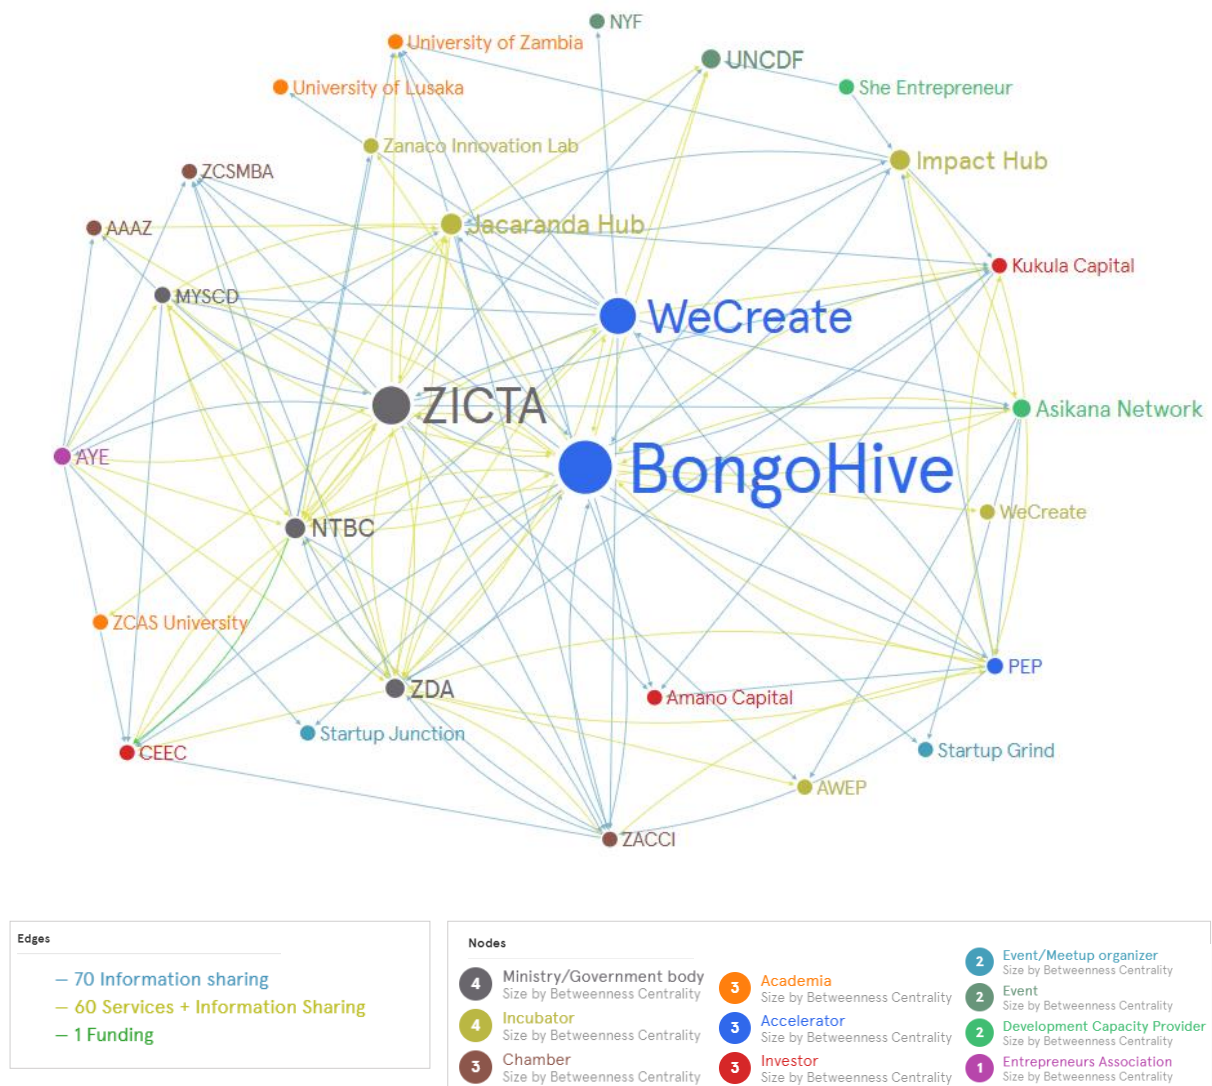 NYF
University of Zambia
UNCDF
University of Lusaka
She Entrepreneur
Zanaco Innovation Lab
Impact Hub
ZCSMBA
Jacaranda Hub
AAAZ
Kukula Capital
MYSCD
WeCreate
ZICTA
Asikana Network
AYE
BongoHive
WeCreate
NTBC
ZCAS University
PEP
ZDA
Amano Capital
Startup Junction
CEEC
Startup Grind
AWEP
ZACCI
Edges
– 70 Information sharing
– 60 Services + Information Sharing
– 1 Funding
Nodes
4 Ministry/Government body
Size by Betweenness Centrality
4 Incubator
Size by Betweenness Centrality
3 Chamber
Size by Betweenness Centrality
3 Academia
Size by Betweenness Centrality
3 Accelerator
Size by Betweenness Centrality
3 Investor
Size by Betweenness Centrality
2 Event/Meetup organizer
Size by Betweenness Centrality
2 Event
Size by Betweenness Centrality
2 Development Capacity Provider
Size by Betweenness Centrality
1 Entrepreneurs Association
Size by Betweenness Centrality